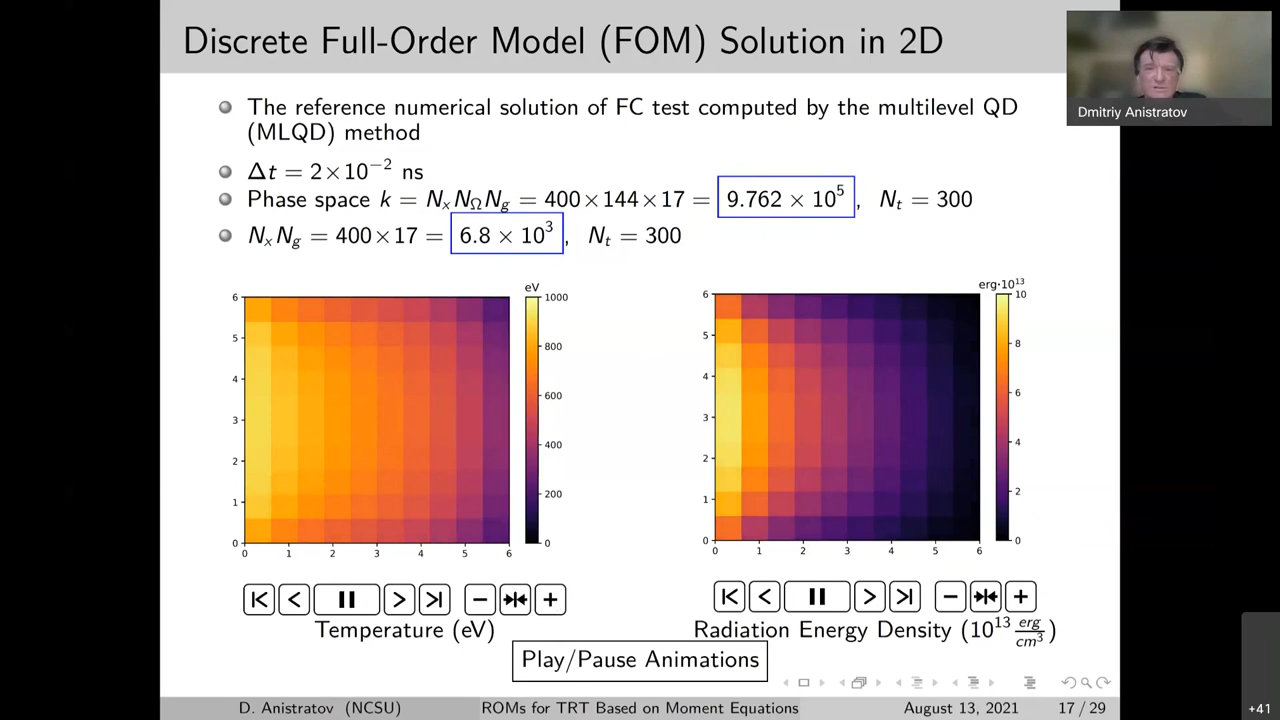 Discrete Full-Order Model (FOM) Solution in 2D
Dmitriy Anistratov
The reference numerical solution of FC test computed by the multilevel QD
(MLQD) method
Δt = 2×10⁻² ns
Phase space k = NₓN_ΩN_g = 400×144×17 = 9.762 × 10⁵, Nₜ = 300
NₓN_g = 400×17 = 6.8 × 10³, Nₜ = 300
eV
1000
800
600
400
200
0
6
5
4
3
2
1
0
0 1 2 3 4 5 6
erg·10¹³
10
8
6
4
2
0
6
5
4
3
2
1
0
0 1 2 3 4 5 6
Temperature (eV)
Radiation Energy Density (10¹³ erg/cm³)
Play/Pause Animations
D. Anistratov (NCSU) ROMs for TRT Based on Moment Equations August 13, 2021 17 / 29
+41